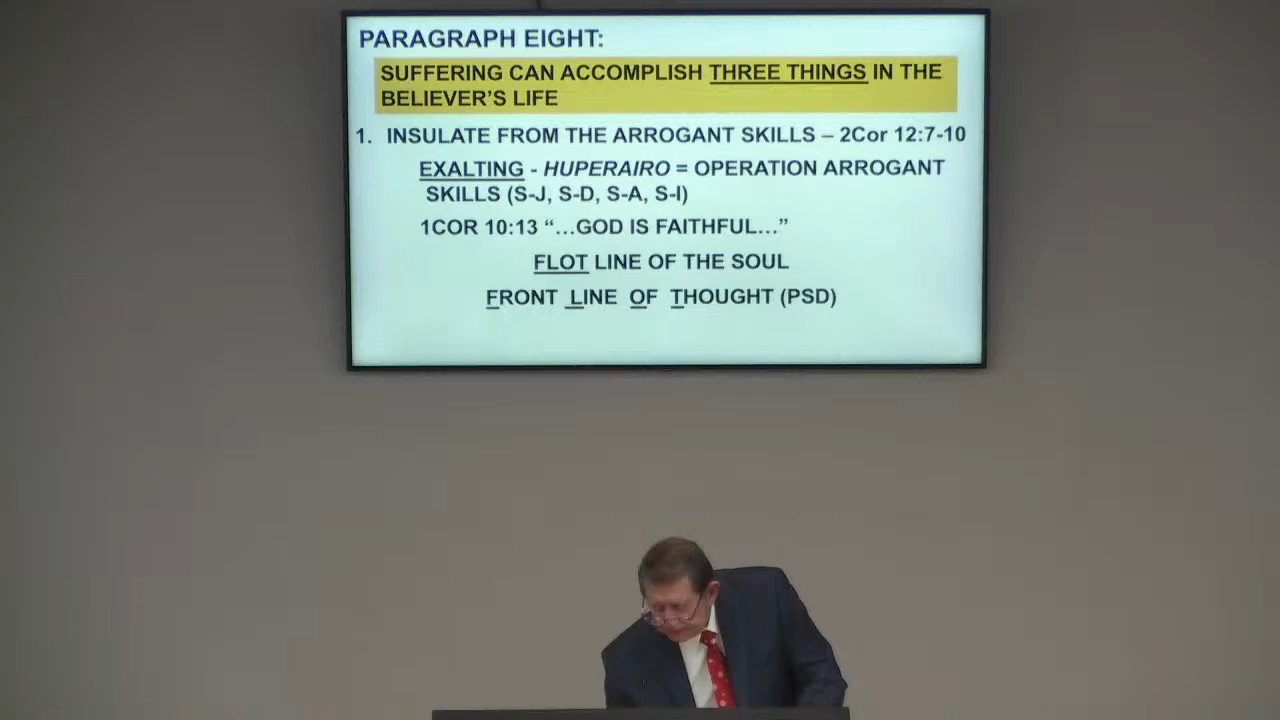 PARAGRAPH EIGHT:
SUFFERING CAN ACCOMPLISH THREE THINGS IN THE
BELIEVER'S LIFE
1. INSULATE FROM THE ARROGANT SKILLS – 2Cor 12:7-10
EXALTING - HUPERAIRO = OPERATION ARROGANT
SKILLS (S-J, S-D, S-A, S-I)
1COR 10:13 “…GOD IS FAITHFUL…”
FLOT LINE OF THE SOUL
FRONT LINE OF THOUGHT (PSD)